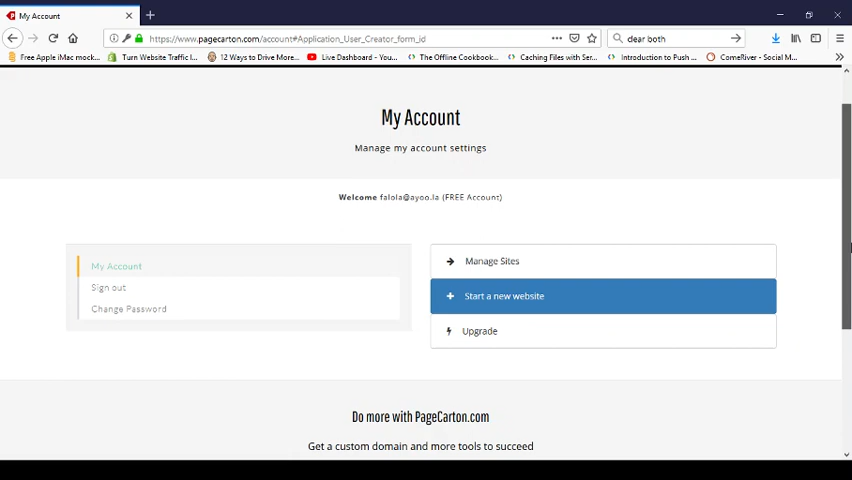 My Account
https://www.pagecarton.com/account#Application_User_Creator_form_id
clear both
Free Apple iMac mock...
Turn Website Traffic I...
12 Ways to Drive More...
Live Dashboard - You...
The Offline Cookbook...
Caching Files with Ser...
Introduction to Push ...
ComeRiver - Social M...
My Account
Manage my account settings
Welcome falola@ayoo.la (FREE Account)
My Account
Sign out
Change Password
Manage Sites
Start a new website
Upgrade
Do more with PageCarton.com
Get a custom domain and more tools to succeed